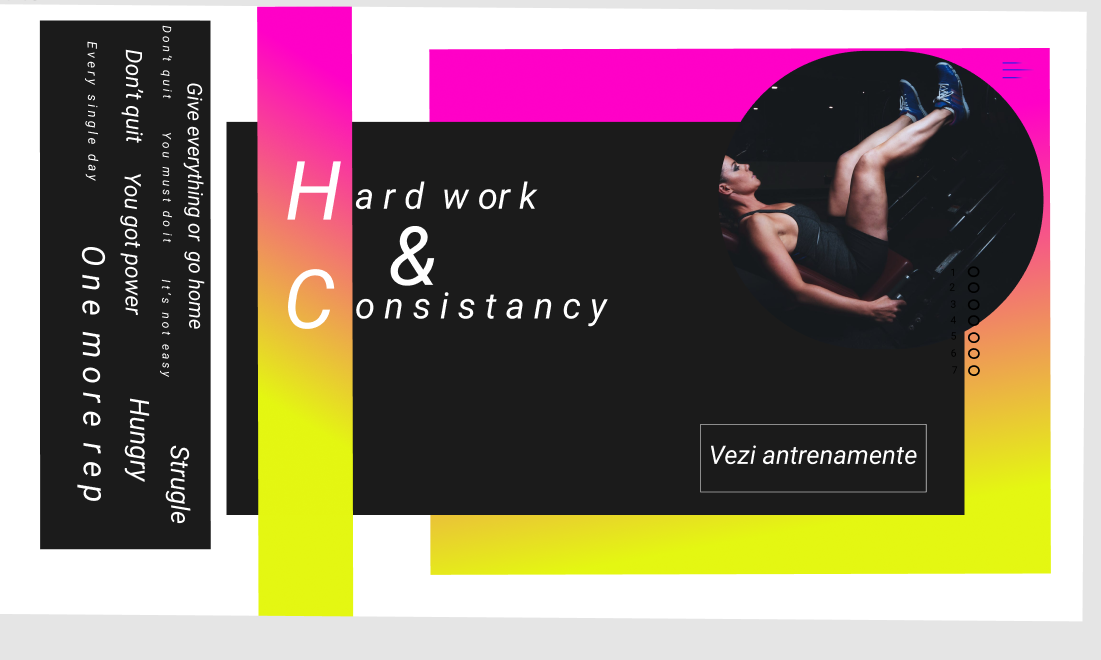 Give everything or go home
Strugle
Don't quit
You must do it
It's not easy
Don't quit
You got power
Hungry
Every single day
One more rep
Hard work
&
Consistancy
1
2
3
4
5
6
7
Vezi antrenamente